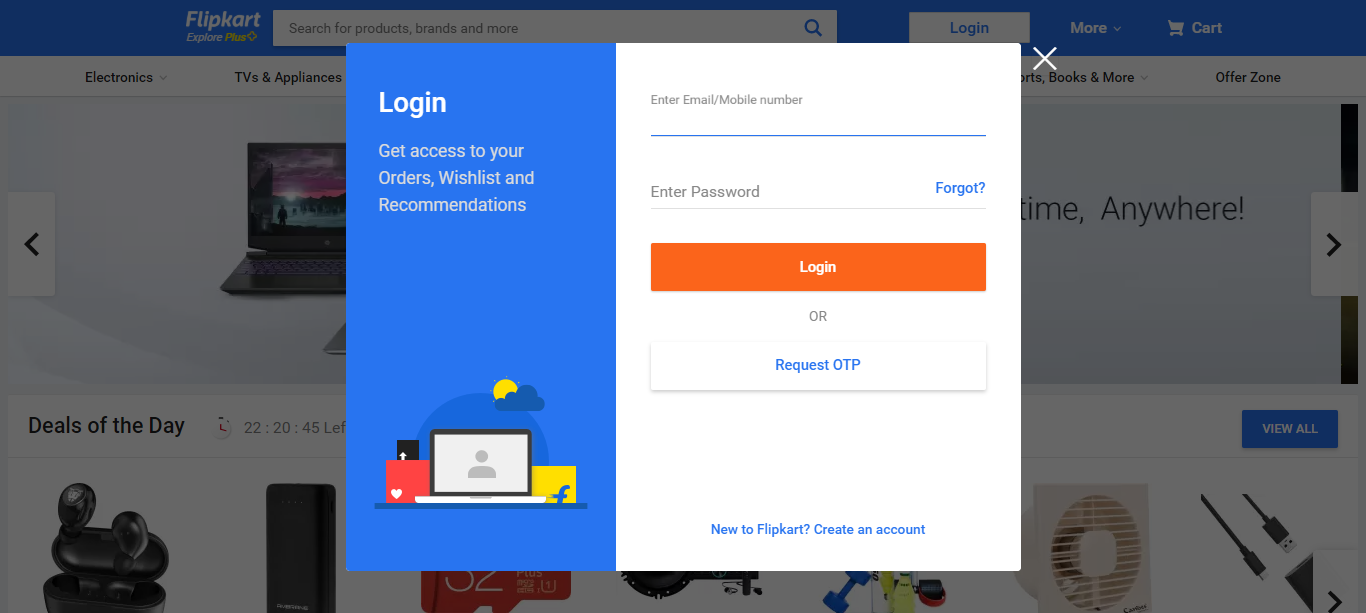 Flipkart
Explore Plus
Search for products, brands and more
Login
More
Cart
Electronics
TVs & Appliances
orts, Books & More
Offer Zone
Login
Get access to your
Orders, Wishlist and
Recommendations
Enter Email/Mobile number
Enter Password
Forgot?
Login
OR
Request OTP
New to Flipkart? Create an account
time, Anywhere!
Deals of the Day
22 : 20 : 45 Lef
VIEW ALL
32
Plus
AMBRANE
f